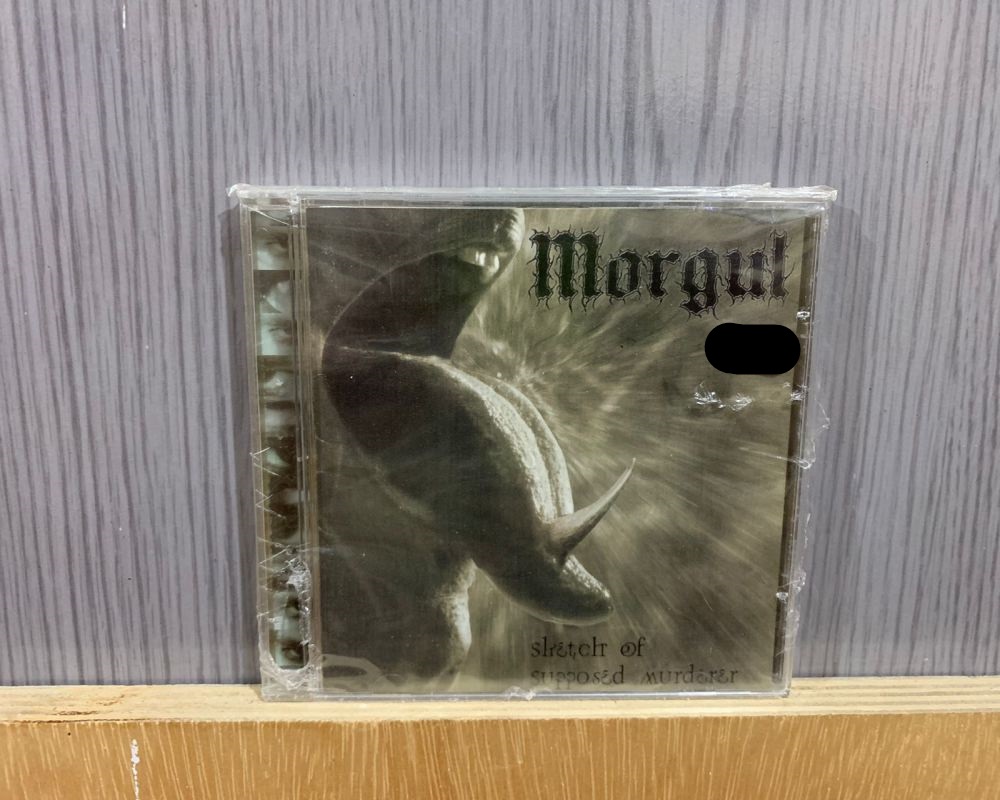 Morgul
sketch of
supposed murderer